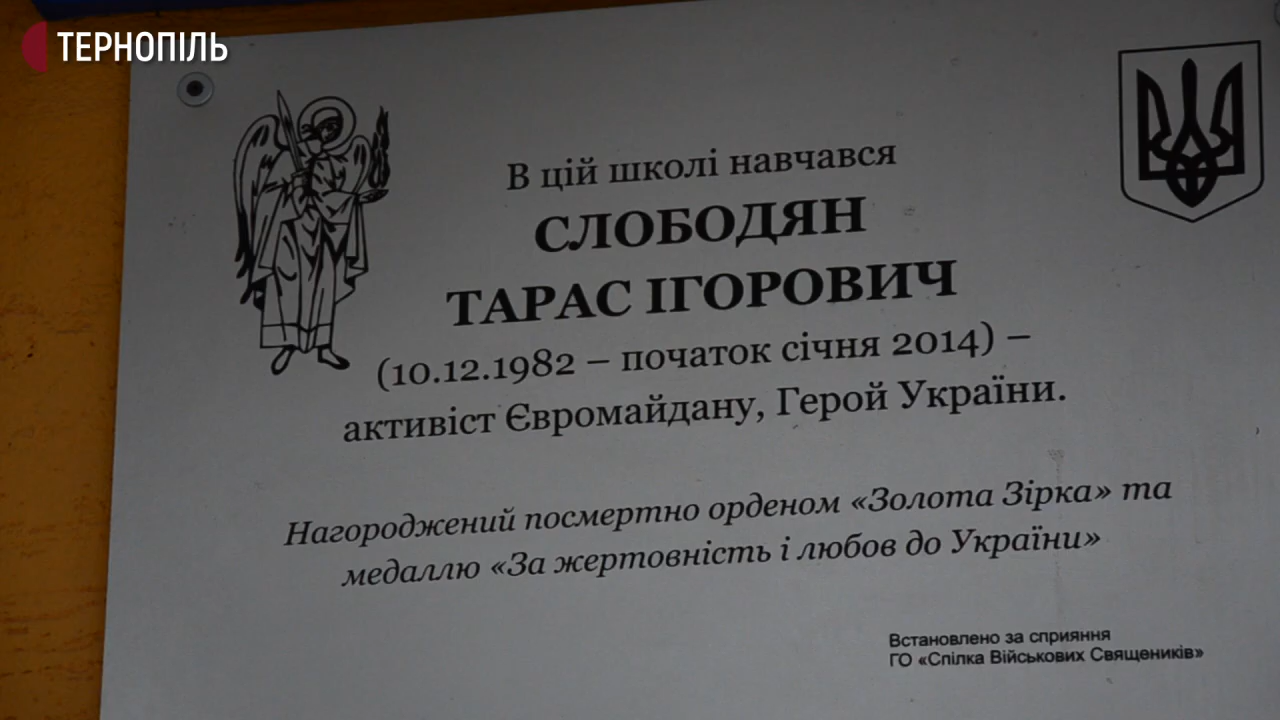 ТЕРНОПІЛЬ
В цій школі навчався
СЛОБОДЯН
ТАРАС ІГОРОВИЧ
(10.12.1982 – початок січня 2014) –
активіст Євромайдану, Герой України.
Нагороджений посмертно орденом «Золота Зірка» та
медаллю «За жертовність і любов до України»
Встановлено за сприяння
ГО «Спілка Військових Священиків»